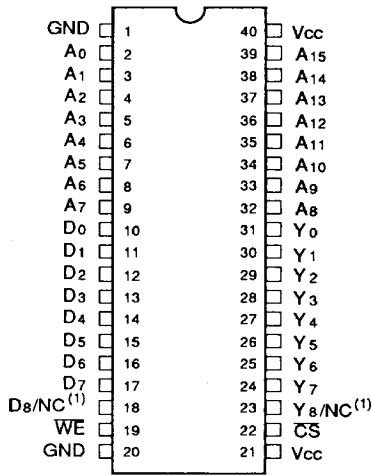 GND 1 40 Vcc
A0 2 39 A15
A1 3 38 A14
A2 4 37 A13
A3 5 36 A12
A4 6 35 A11
A5 7 34 A10
A6 8 33 A9
A7 9 32 A8
D0 10 31 Y0
D1 11 30 Y1
D2 12 29 Y2
D3 13 28 Y3
D4 14 27 Y4
D5 15 26 Y5
D6 16 25 Y6
D7 17 24 Y7
D8/NC(1) 18 23 Y8/NC(1)
W̅E̅ 19 22 C̅S̅
GND 20 21 Vcc